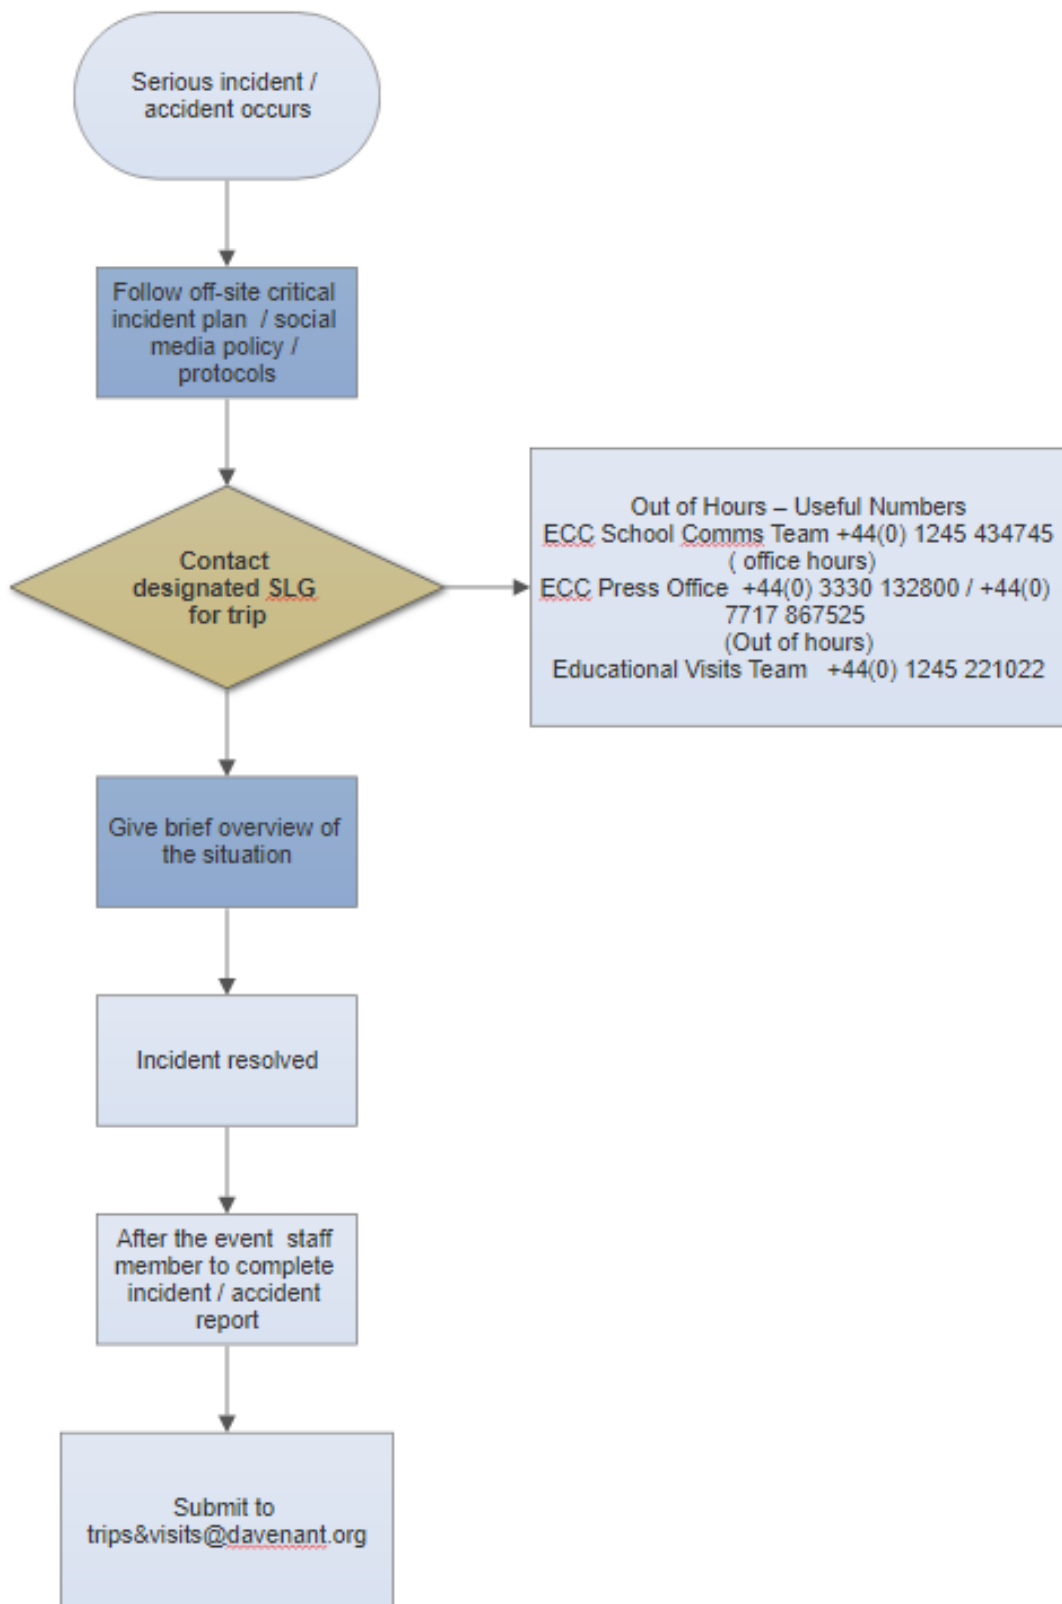 Serious incident /
accident occurs
Follow off-site critical
incident plan / social
media policy /
protocols
Contact
designated SLG
for trip
Out of Hours – Useful Numbers
ECC School Comms Team +44(0) 1245 434745
( office hours)
ECC Press Office +44(0) 3330 132800 / +44(0)
7717 867525
(Out of hours)
Educational Visits Team +44(0) 1245 221022
Give brief overview of
the situation
Incident resolved
After the event staff
member to complete
incident / accident
report
Submit to
trips&visits@davenant.org